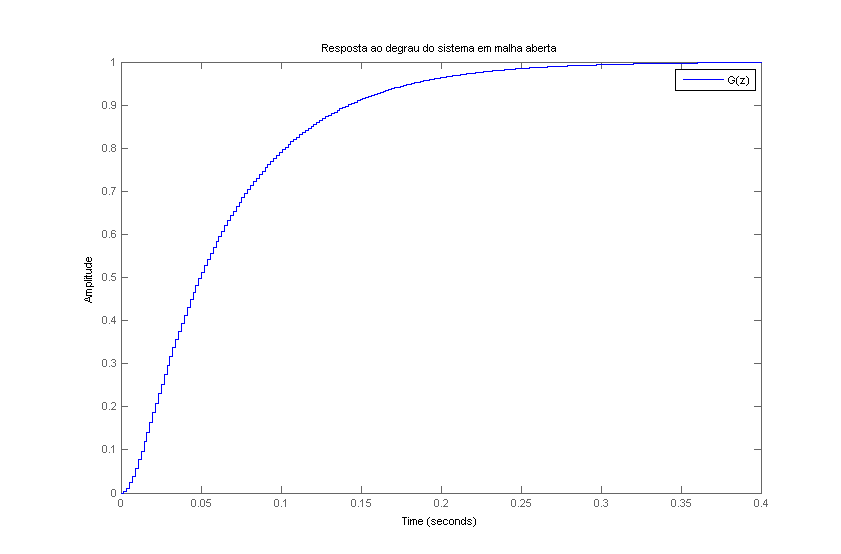 Resposta ao degrau do sistema em malha aberta
G(z)
1
0.9
0.8
0.7
0.6
0.5
0.4
0.3
0.2
0.1
0
Amplitude
0 0.05 0.1 0.15 0.2 0.25 0.3 0.35 0.4
Time (seconds)